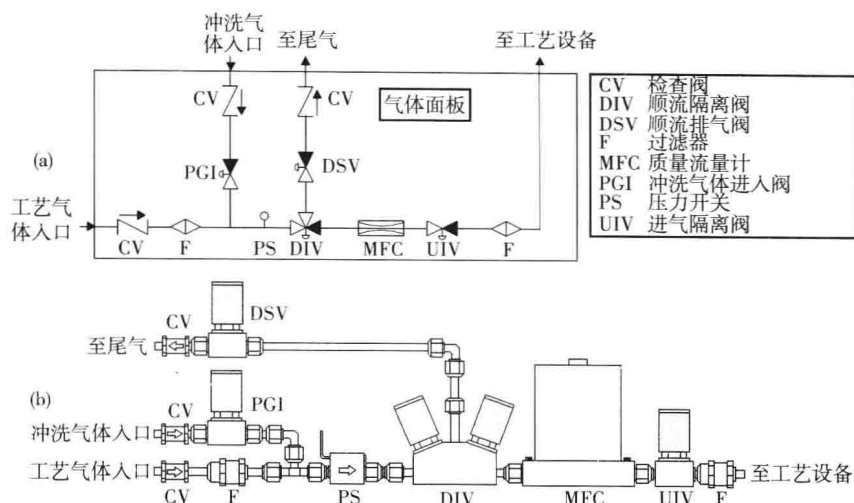 冲洗气
体入口
至尾气
至工艺设备
CV
CV
气体面板
(a)
PGI
DSV
工艺气
体入口
CV
F
PS
DIV
MFC
UIV
F
CV 检查阀
DIV 顺流隔离阀
DSV 顺流排气阀
F 过滤器
MFC 质量流量计
PGI 冲洗气体进入阀
PS 压力开关
UIV 进气隔离阀
CV
DSV
至尾气
(b)
CV
PGI
冲洗气体入口
工艺气体入口
至工艺设备
CV
F
PS
DIV
MFC
UIV
F